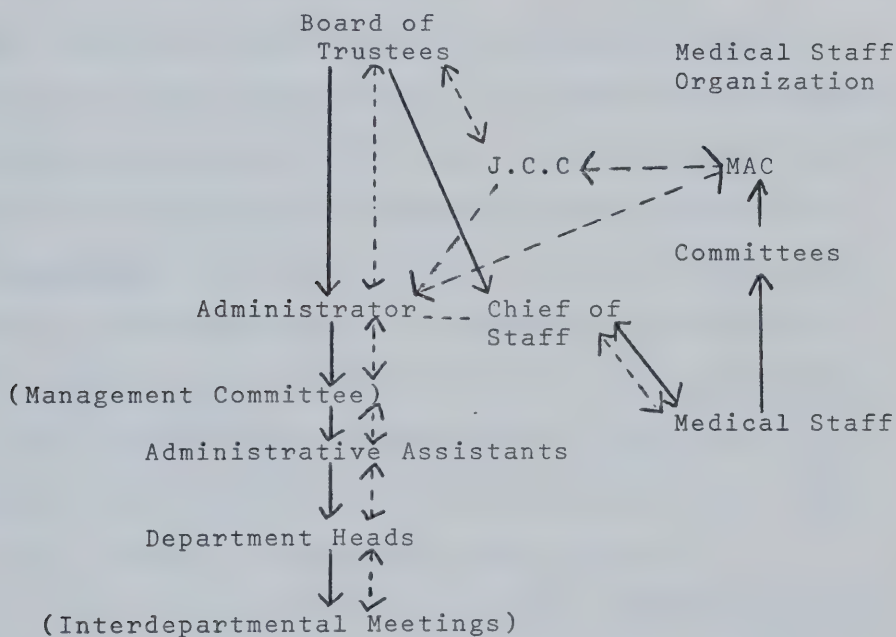 Board of
Trustees
Medical Staff
Organization
J.C.C
MAC
Committees
Administrator
Chief of
Staff
(Management Committee)
Medical Staff
Administrative Assistants
Department Heads
(Interdepartmental Meetings)